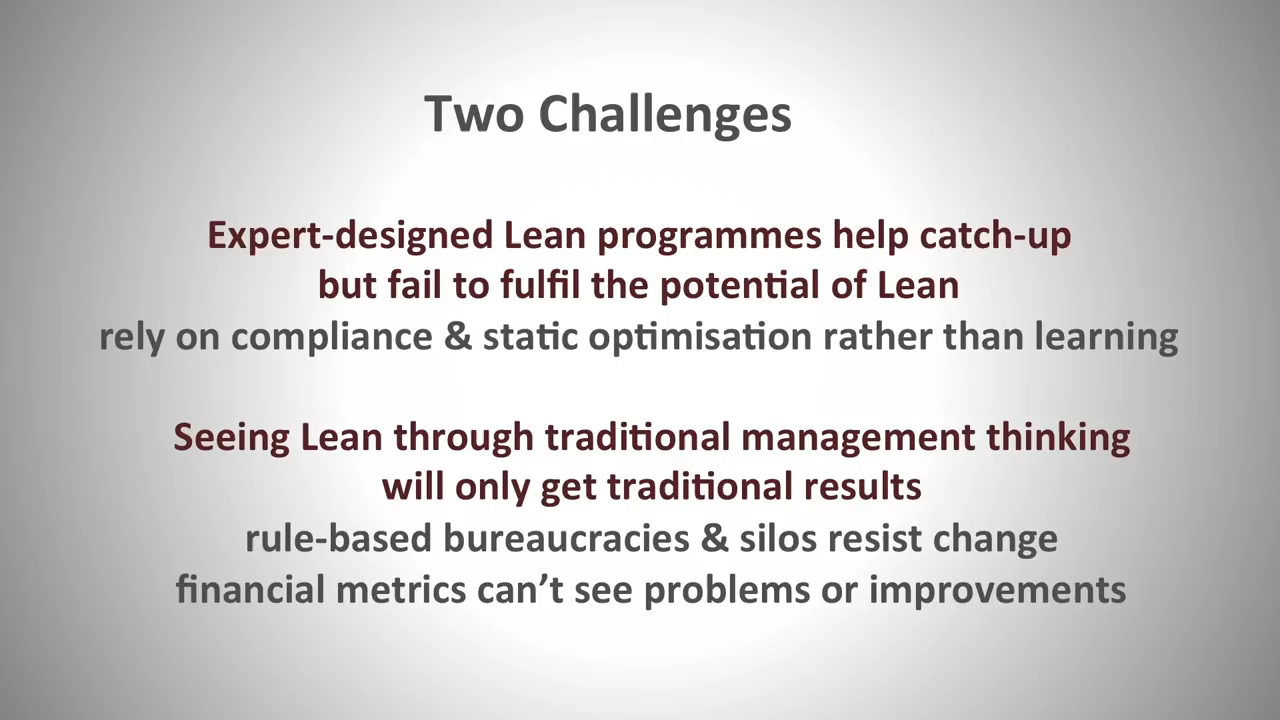 Two Challenges
Expert-designed Lean programmes help catch-up
but fail to fulfil the potential of Lean
rely on compliance & static optimisation rather than learning
Seeing Lean through traditional management thinking
will only get traditional results
rule-based bureaucracies & silos resist change
financial metrics can’t see problems or improvements